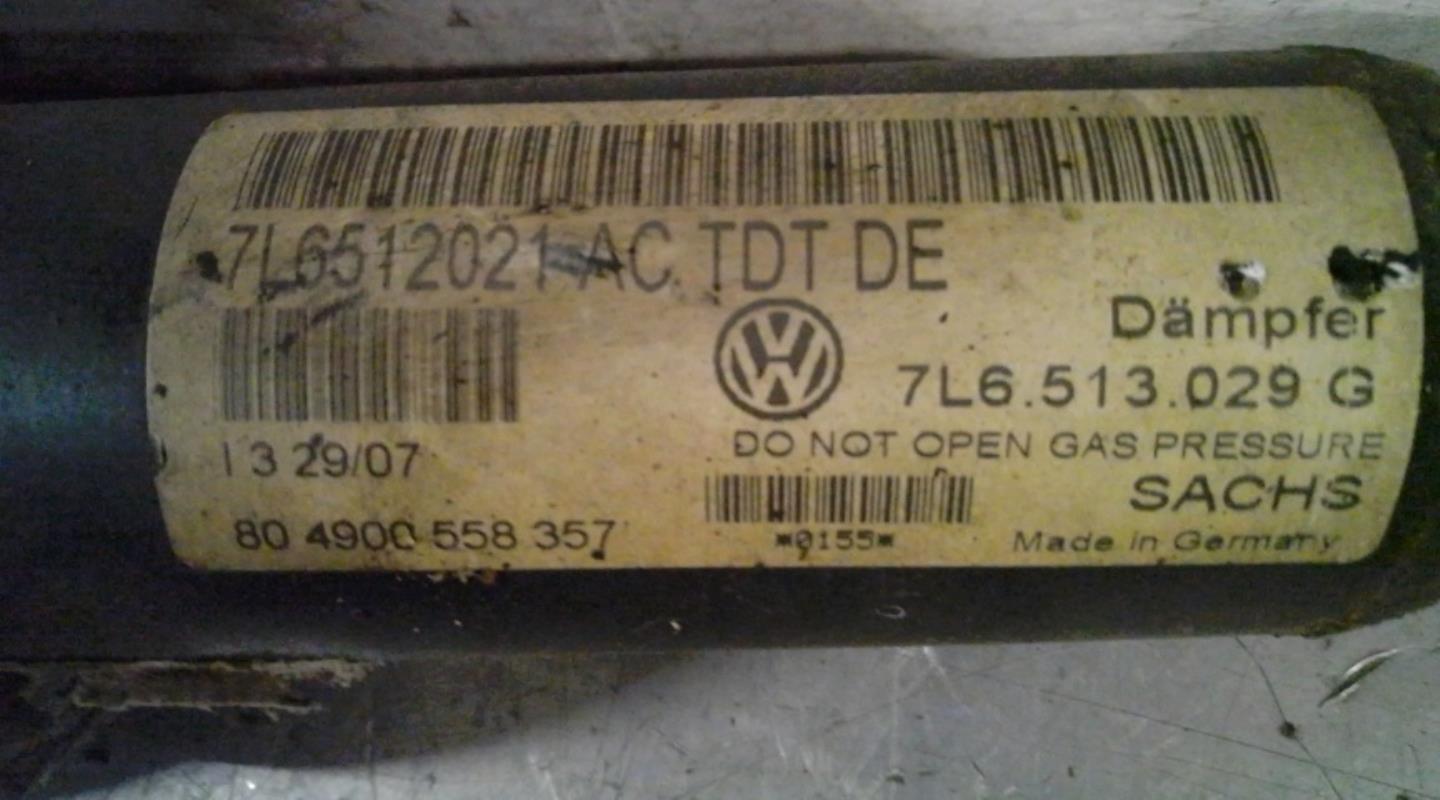 7L6512021 AC TDT DE
Dämpfer
7L6.513.029 G
DO NOT OPEN GAS PRESSURE
SACHS
Made in Germany
I 3 29/07
80 4900 558 357
*0155*